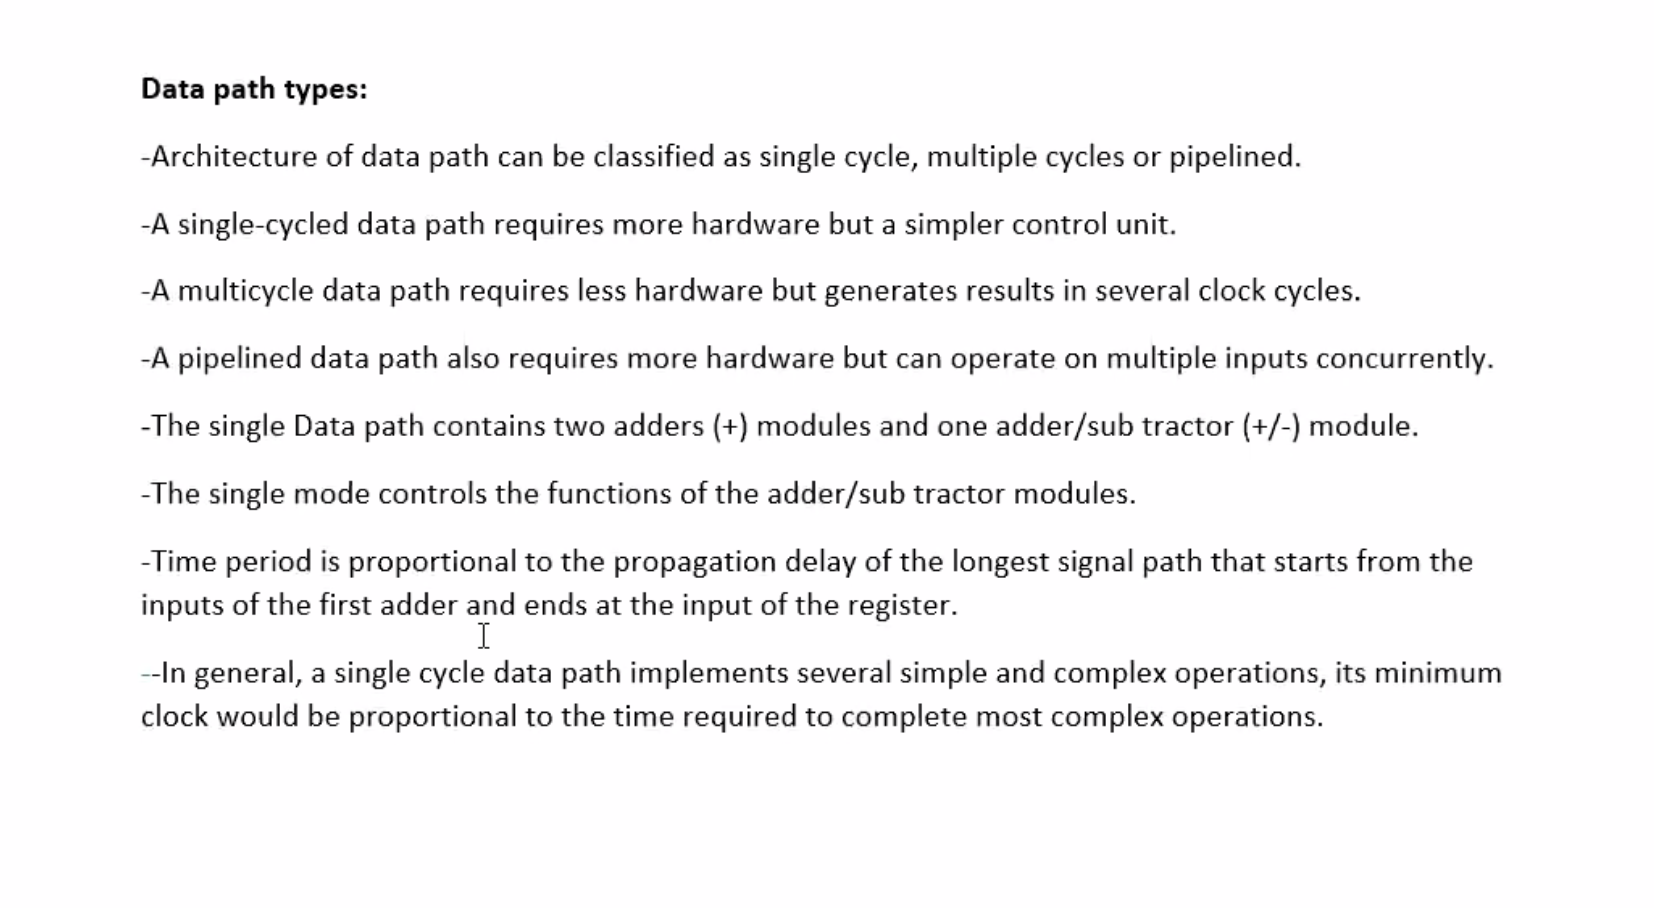 Data path types:
-Architecture of data path can be classified as single cycle, multiple cycles or pipelined.
-A single-cycled data path requires more hardware but a simpler control unit.
-A multicycle data path requires less hardware but generates results in several clock cycles.
-A pipelined data path also requires more hardware but can operate on multiple inputs concurrently.
-The single Data path contains two adders (+) modules and one adder/sub tractor (+/-) module.
-The single mode controls the functions of the adder/sub tractor modules.
-Time period is proportional to the propagation delay of the longest signal path that starts from the
inputs of the first adder and ends at the input of the register.
--In general, a single cycle data path implements several simple and complex operations, its minimum
clock would be proportional to the time required to complete most complex operations.